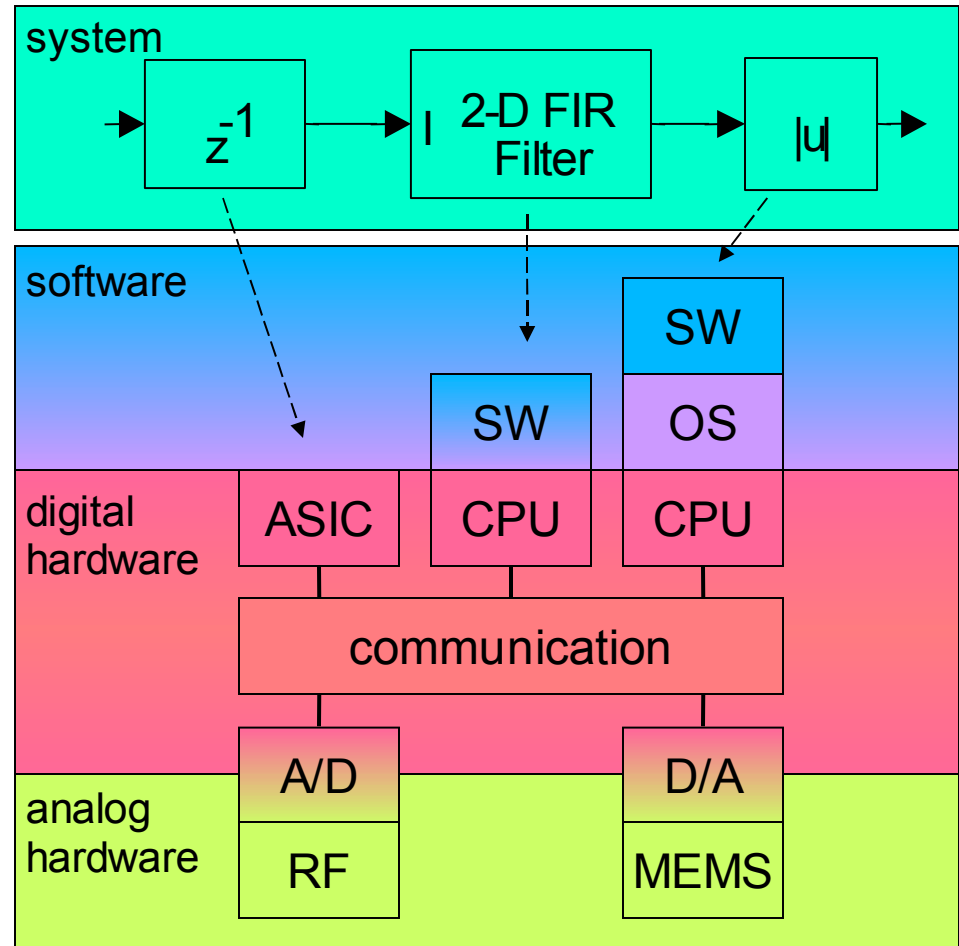 system
z-1
I 2-D FIR
Filter
|u|
software
SW
SW
OS
digital
hardware
ASIC
CPU
CPU
communication
A/D
D/A
analog
hardware
RF
MEMS